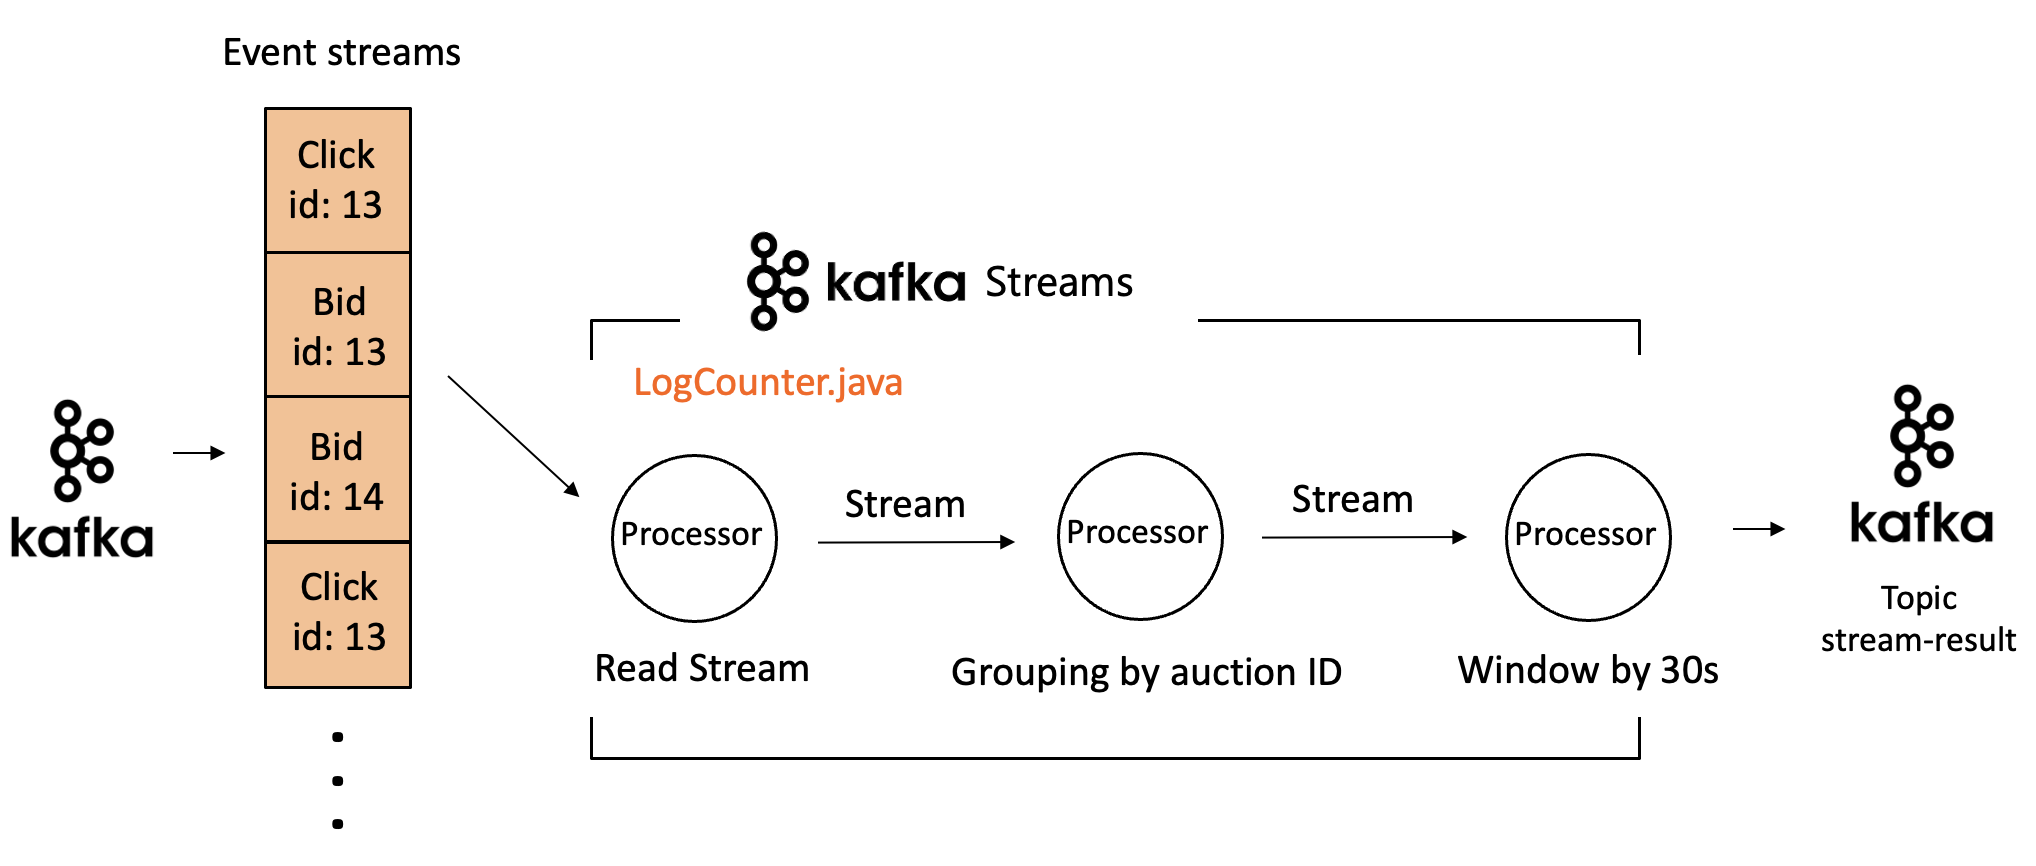 Event streams
Click
id: 13
Bid
id: 13
Bid
id: 14
Click
id: 13
kafka
kafka Streams
LogCounter.java
Processor
Stream
Processor
Stream
Processor
Read Stream
Grouping by auction ID
Window by 30s
kafka
Topic
stream-result